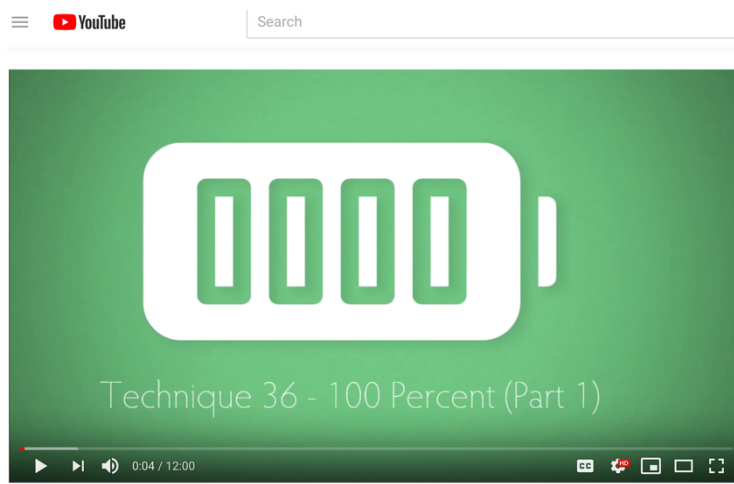 YouTube
Search
Technique 36 - 100 Percent (Part 1)
0:04 / 12:00
CC
HD